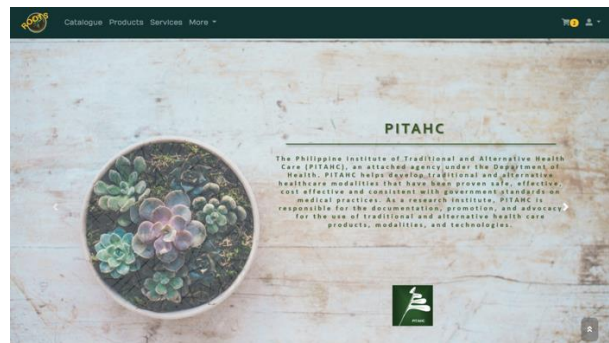 ROOTS
Catalogue Products Services More
2
PITAHC
The Philippine Institute of Traditional and Alternative Health
Care (PITAHC), an attached agency under the Department of
Health. PITAHC helps develop traditional and alternative
healthcare modalities that have been proven safe, effective,
cost effective and consistent with government standards on
medical practices. As a research institute, PITAHC is
responsible for the documentation, promotion, and advocacy
for the use of traditional and alternative health care
products, modalities, and technologies.
PITAHC